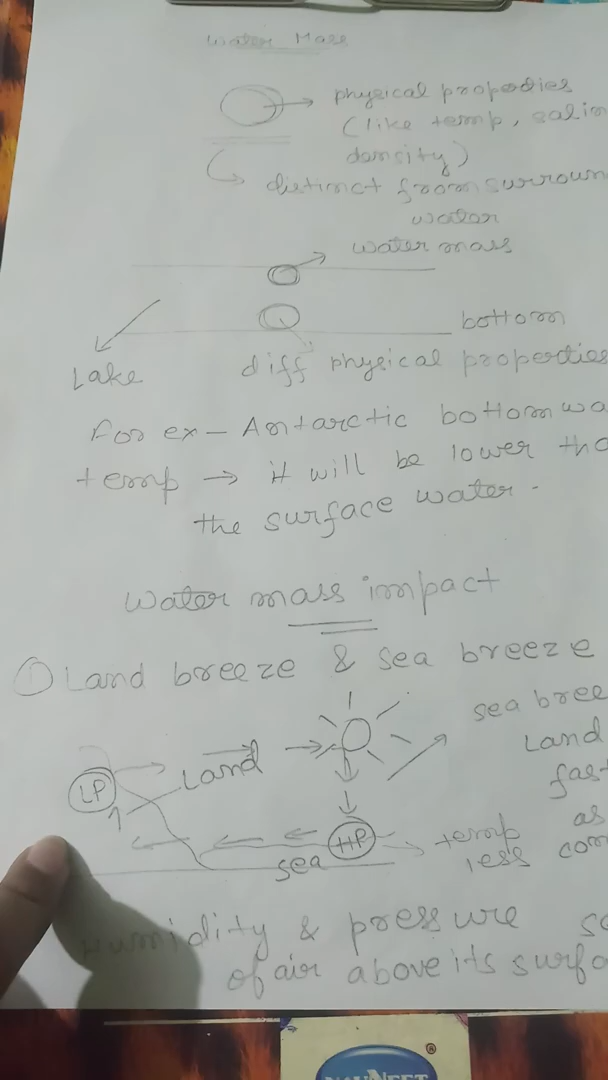 Water Mass
physical properties
(like temp, salin
density)
distinct from surroun
water
water mass
bottom
Lake
diff physical properties
For ex - Antarctic bottom wa
temp → it will be lower tha
the surface water -
Water mass impact
① Land breeze & sea breeze
sea bree
Land
fast
as
LP
Land
HP
sea
temp
less com
Humidity & pressure
of air above its surfa